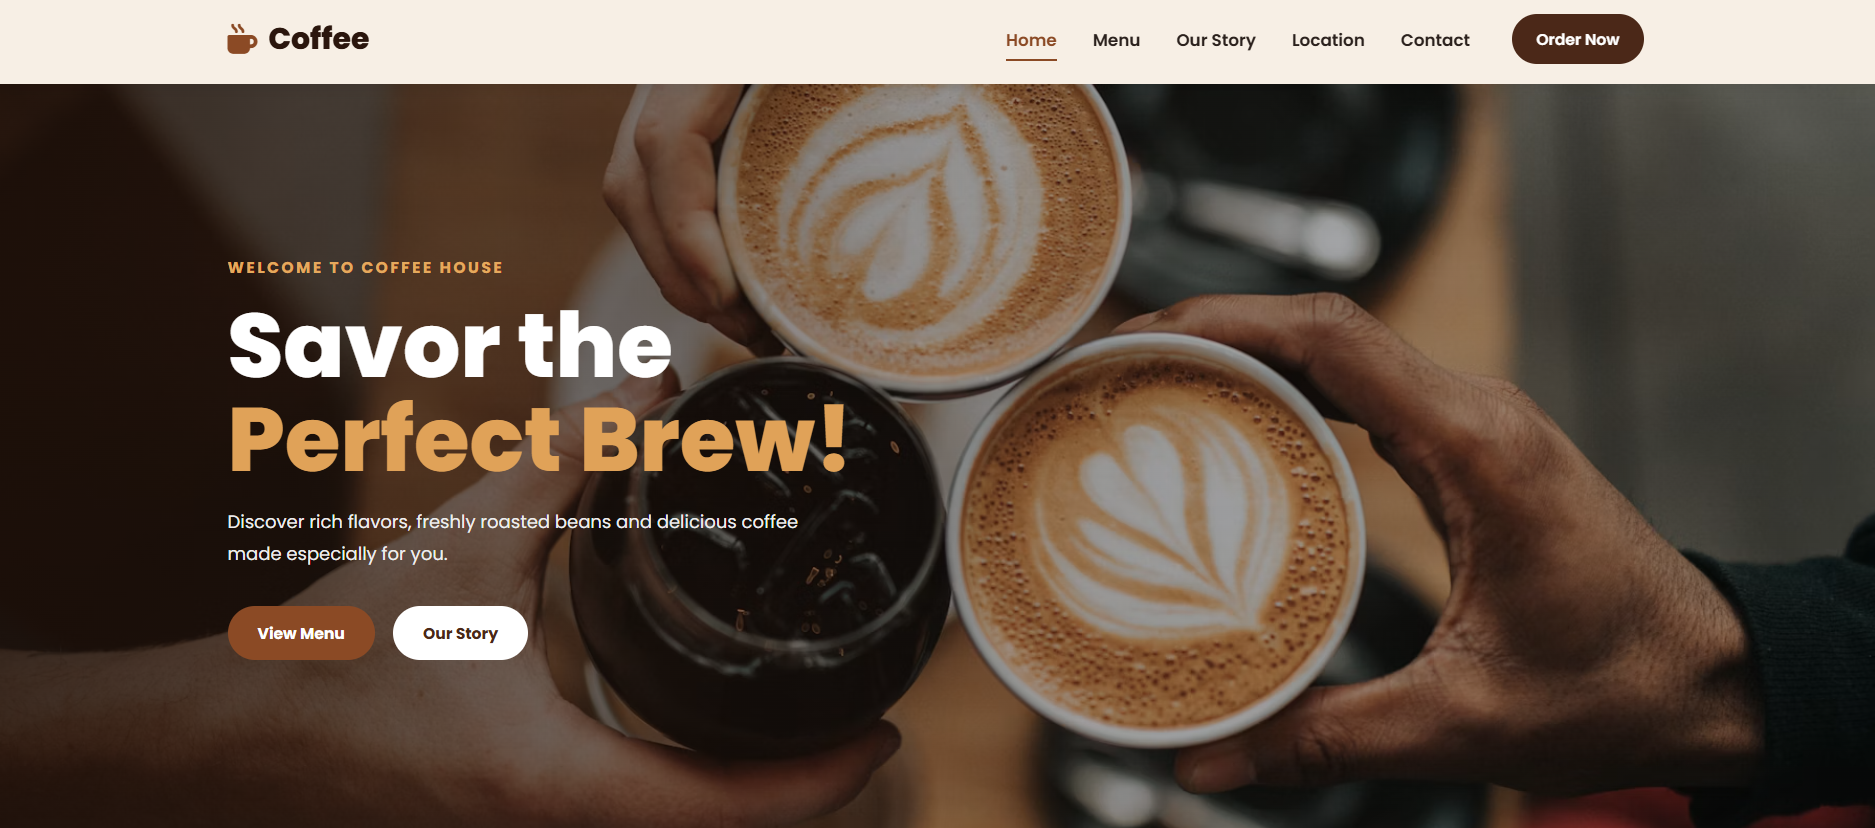 Coffee
Home
Menu
Our Story
Location
Contact
Order Now
WELCOME TO COFFEE HOUSE
Savor the
Perfect Brew!
Discover rich flavors, freshly roasted beans and delicious coffee
made especially for you.
View Menu
Our Story